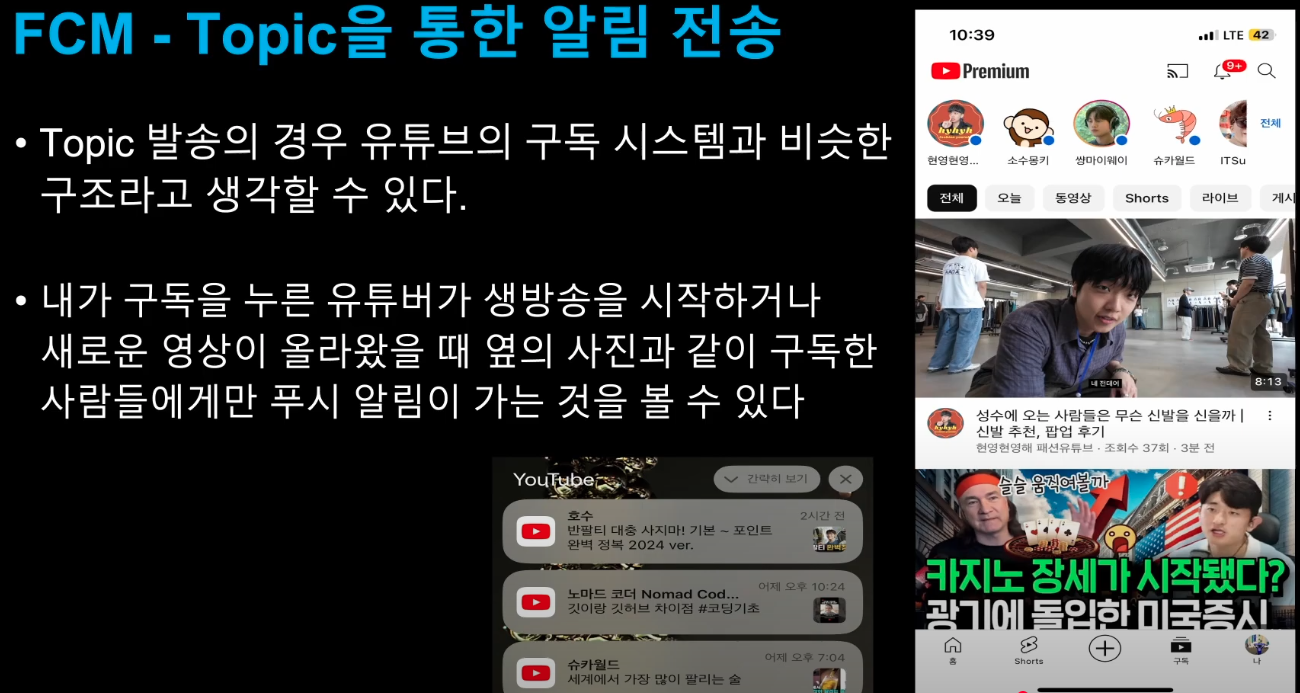 FCM - Topic을 통한 알림 전송
• Topic 발송의 경우 유튜브의 구독 시스템과 비슷한
구조라고 생각할 수 있다.
• 내가 구독을 누른 유튜버가 생방송을 시작하거나
새로운 영상이 올라왔을 때 옆의 사진과 같이 구독한
사람들에게만 푸시 알림이 가는 것을 볼 수 있다
YouTube
간략히 보기
호수
2시간 전
반팔티 대충 사지마! 기본 ~ 포인트
완벽 정복 2024 ver.
노마드 코더 Nomad Cod...
어제 오후 10:24
깃이랑 깃허브 차이점 #코딩기초
슈카월드
어제 오후 7:04
세계에서 가장 많이 팔리는 술
10:39
LTE 42
Premium
9+
hyhyh
현영현영...
소수몽키
쌍마이웨이
슈카월드
ITSu
전체
전체 오늘 동영상 Shorts 라이브 게시
네 인데어
8:13
hyhyh
성수에 오는 사람들은 무슨 신발을 신을까 |
신발 추천, 팝업 후기
현영현영해 패션유튜브 · 조회수 37회 · 3분 전
슬슬 움직여볼까
카지노 장세가 시작됐다?
광기에 돌입한 미국증시
홈
Shorts
구독
나